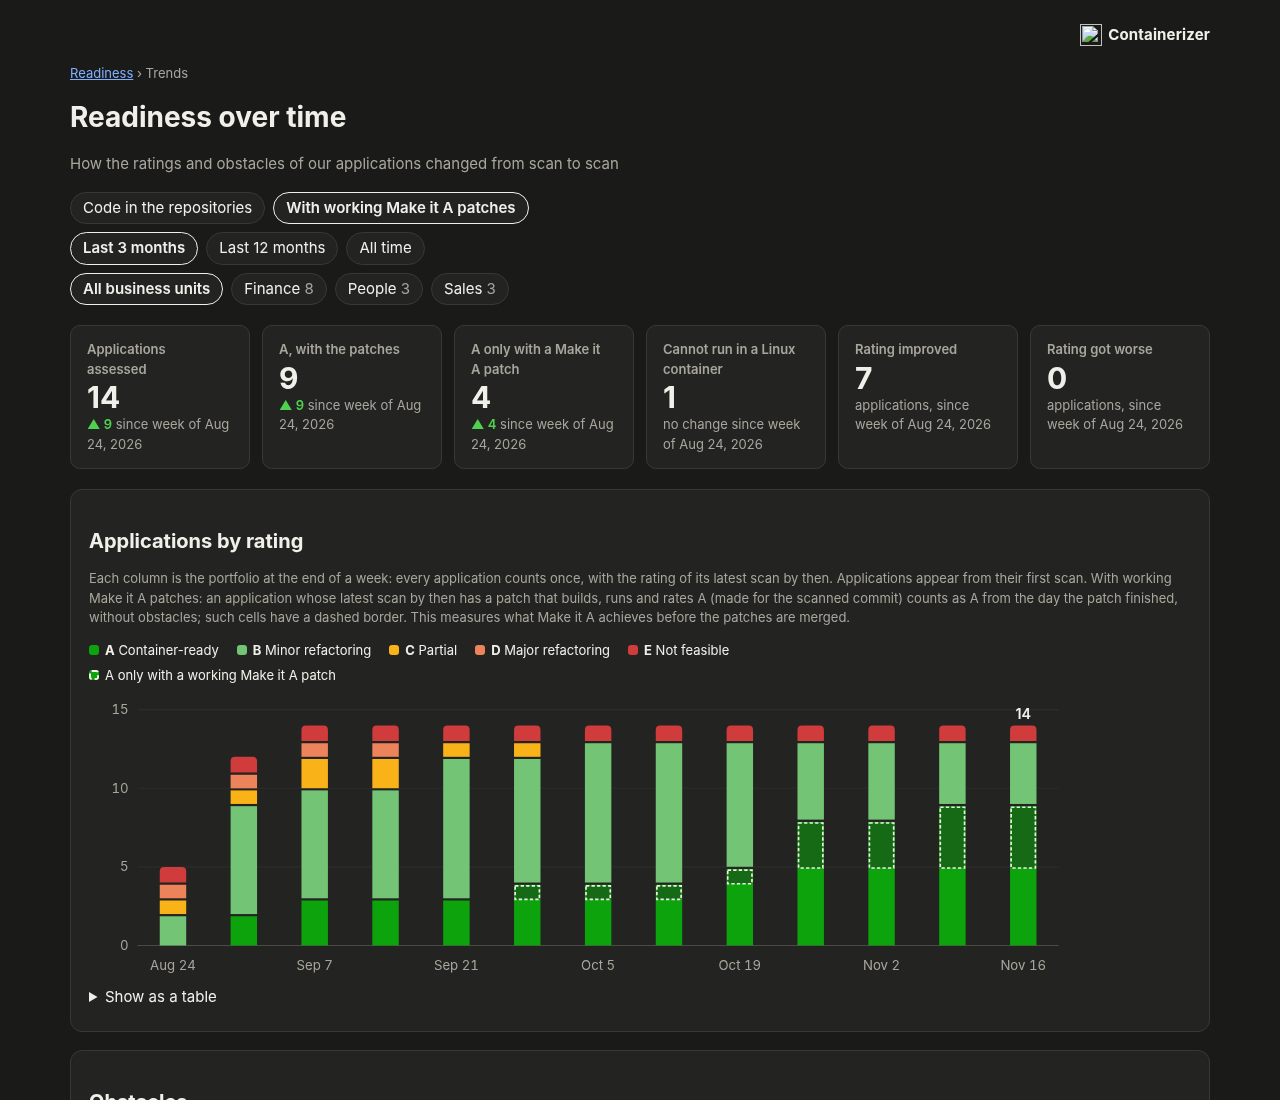 Containerizer
Readiness › Trends
Readiness over time
How the ratings and obstacles of our applications changed from scan to scan
Code in the repositories
With working Make it A patches
Last 3 months
Last 12 months
All time
All business units
Finance 8
People 3
Sales 3
Applications
assessed
14
▲ 9 since week of Aug
24, 2026
A, with the patches
9
▲ 9 since week of Aug
24, 2026
A only with a Make it
A patch
4
▲ 4 since week of Aug
24, 2026
Cannot run in a Linux
container
1
no change since week
of Aug 24, 2026
Rating improved
7
applications, since
week of Aug 24, 2026
Rating got worse
0
applications, since
week of Aug 24, 2026
Applications by rating
Each column is the portfolio at the end of a week: every application counts once, with the rating of its latest scan by then. Applications appear from their first scan. With working
Make it A patches: an application whose latest scan by then has a patch that builds, runs and rates A (made for the scanned commit) counts as A from the day the patch finished,
without obstacles; such cells have a dashed border. This measures what Make it A achieves before the patches are merged.
A Container-ready
B Minor refactoring
C Partial
D Major refactoring
E Not feasible
A only with a working Make it A patch
15
14
10
5
0
Aug 24
Sep 7
Sep 21
Oct 5
Oct 19
Nov 2
Nov 16
Show as a table
Obstacles